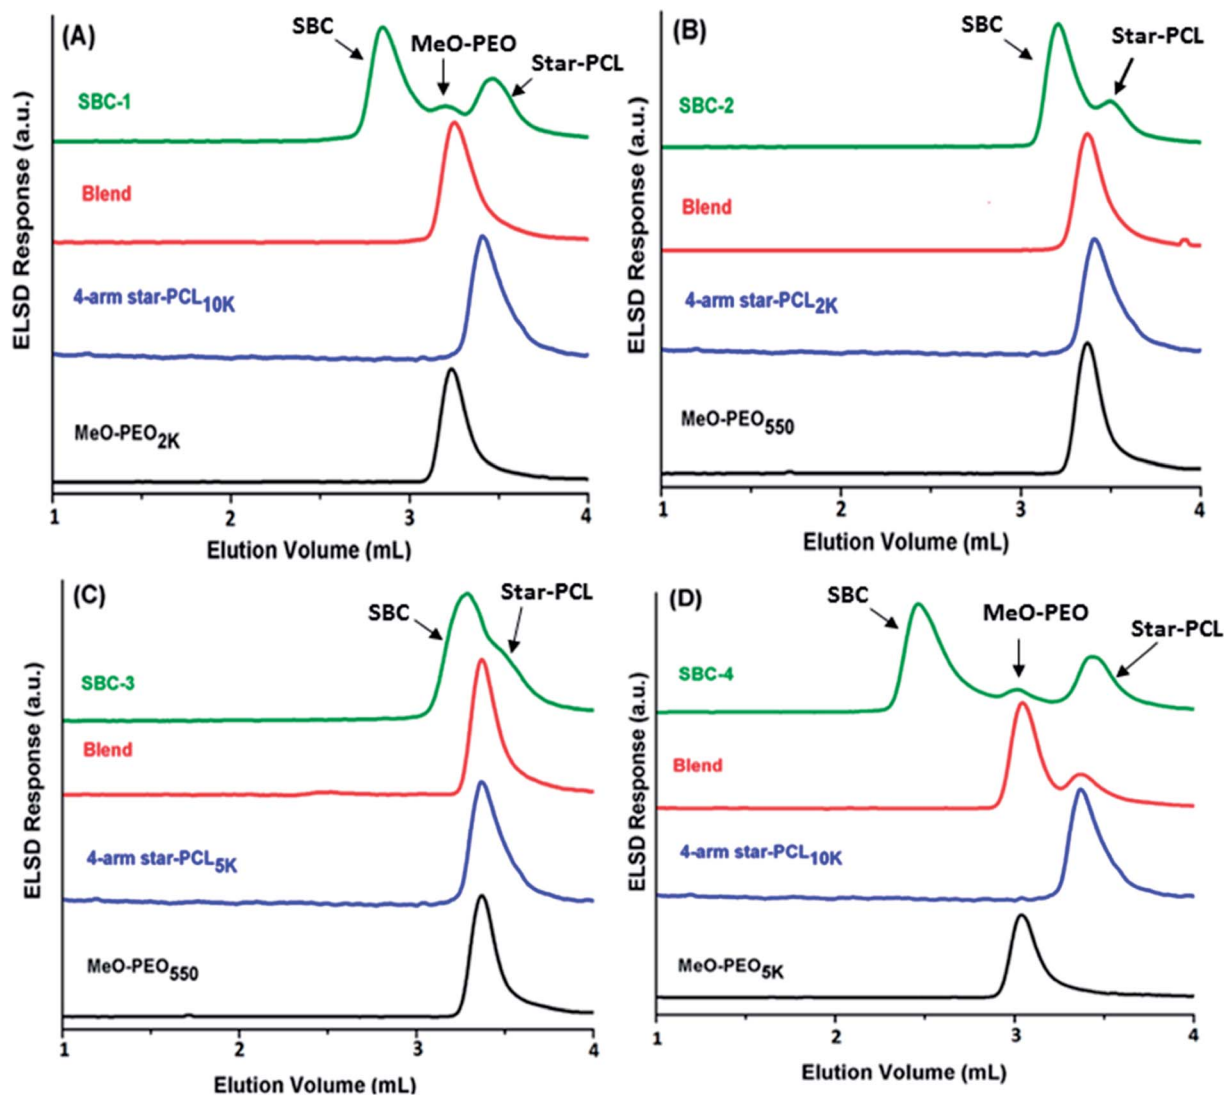 (A)
SBC
MeO-PEO
Star-PCL
SBC-1
Blend
4-arm star-PCL10K
MeO-PEO2K
ELSD Response (a.u.)
1 2 3 4
Elution Volume (mL)
(B)
SBC
Star-PCL
SBC-2
Blend
4-arm star-PCL2K
MeO-PEO550
ELSD Response (a.u.)
1 2 3 4
Elution Volume (mL)
(C)
SBC
Star-PCL
SBC-3
Blend
4-arm star-PCL5K
MeO-PEO550
ELSD Response (a.u.)
1 2 3 4
Elution Volume (mL)
(D)
SBC
MeO-PEO
Star-PCL
SBC-4
Blend
4-arm star-PCL10K
MeO-PEO5K
ELSD Response (a.u.)
1 2 3 4
Elution Volume (mL)